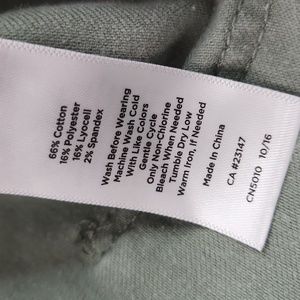 66% Cotton
16% Polyester
16% Lyocell
2% Spandex
Wash Before Wearing
Machine Wash Cold
With Like Colors
Gentle Cycle
Only Non-Chlorine
Bleach When Needed
Tumble Dry Low
Warm Iron, If Needed
Made In China
CA #23147
CN5010 10/16